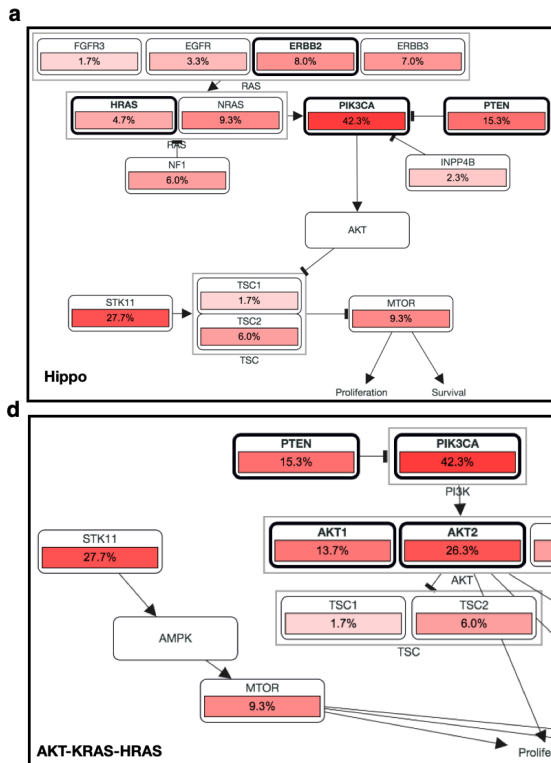 a
FGFR3 EGFR ERBB2 ERBB3
1.7% 3.3% 8.0% 7.0%
RAS
HRAS NRAS PIK3CA PTEN
4.7% 9.3% 42.3% 15.3%
RAS
NF1 INPP4B
6.0% 2.3%
AKT
TSC1
1.7%
STK11 MTOR
27.7% 9.3%
TSC2
6.0%
TSC
Hippo Proliferation Survival
d
PTEN PIK3CA
15.3% 42.3%
PI3K
AKT1 AKT2
13.7% 26.3%
STK11
27.7%
AKT
TSC1 TSC2
1.7% 6.0%
AMPK TSC
MTOR
9.3%
AKT-KRAS-HRAS Prolife